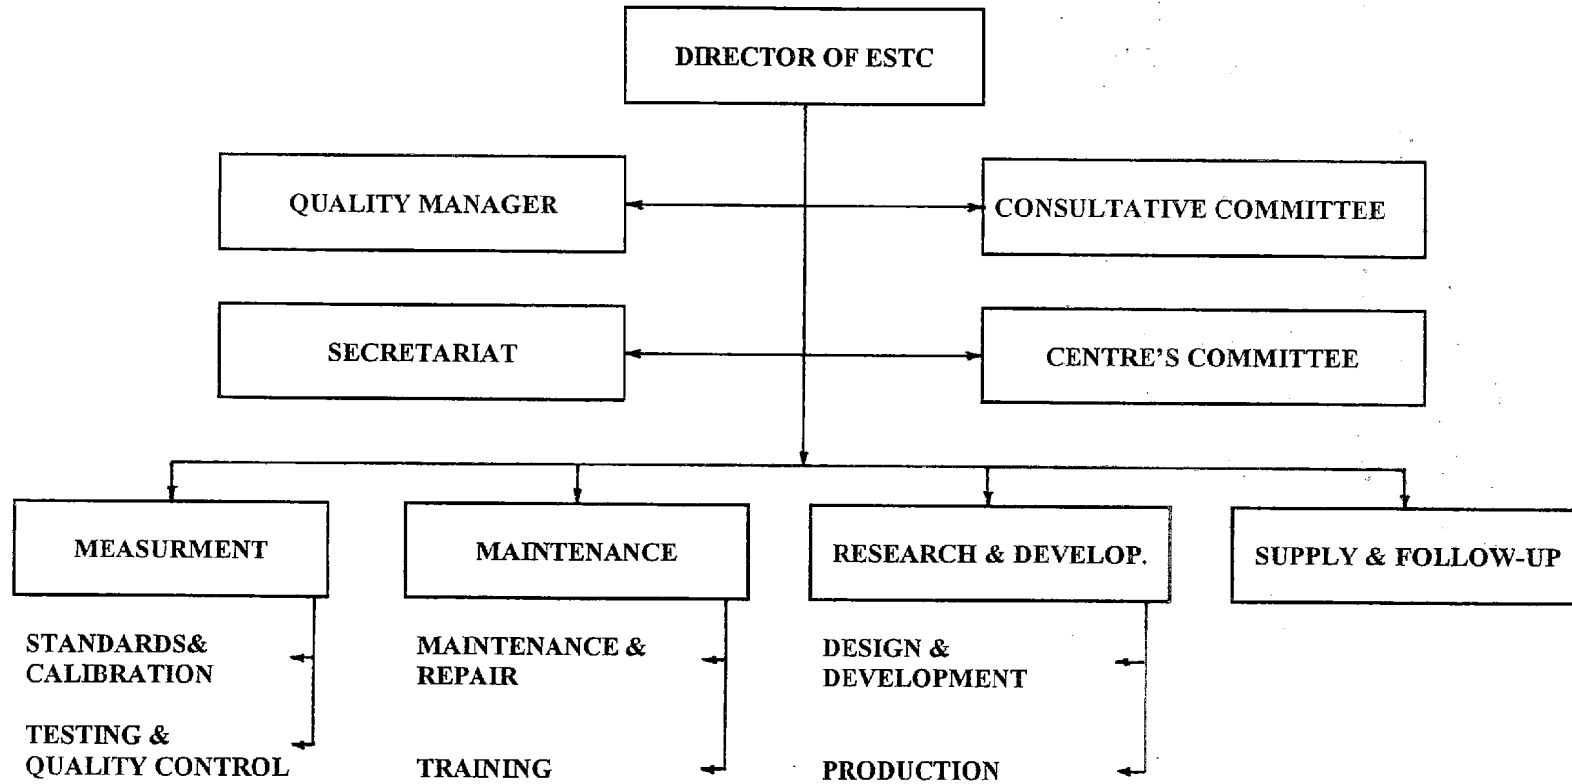 DIRECTOR OF ESTC
QUALITY MANAGER
CONSULTATIVE COMMITTEE
SECRETARIAT
CENTRE'S COMMITTEE
MEASURMENT
MAINTENANCE
RESEARCH & DEVELOP.
SUPPLY & FOLLOW-UP
STANDARDS&
CALIBRATION
TESTING &
QUALITY CONTROL
MAINTENANCE &
REPAIR
TRAINING
DESIGN &
DEVELOPMENT
PRODUCTION